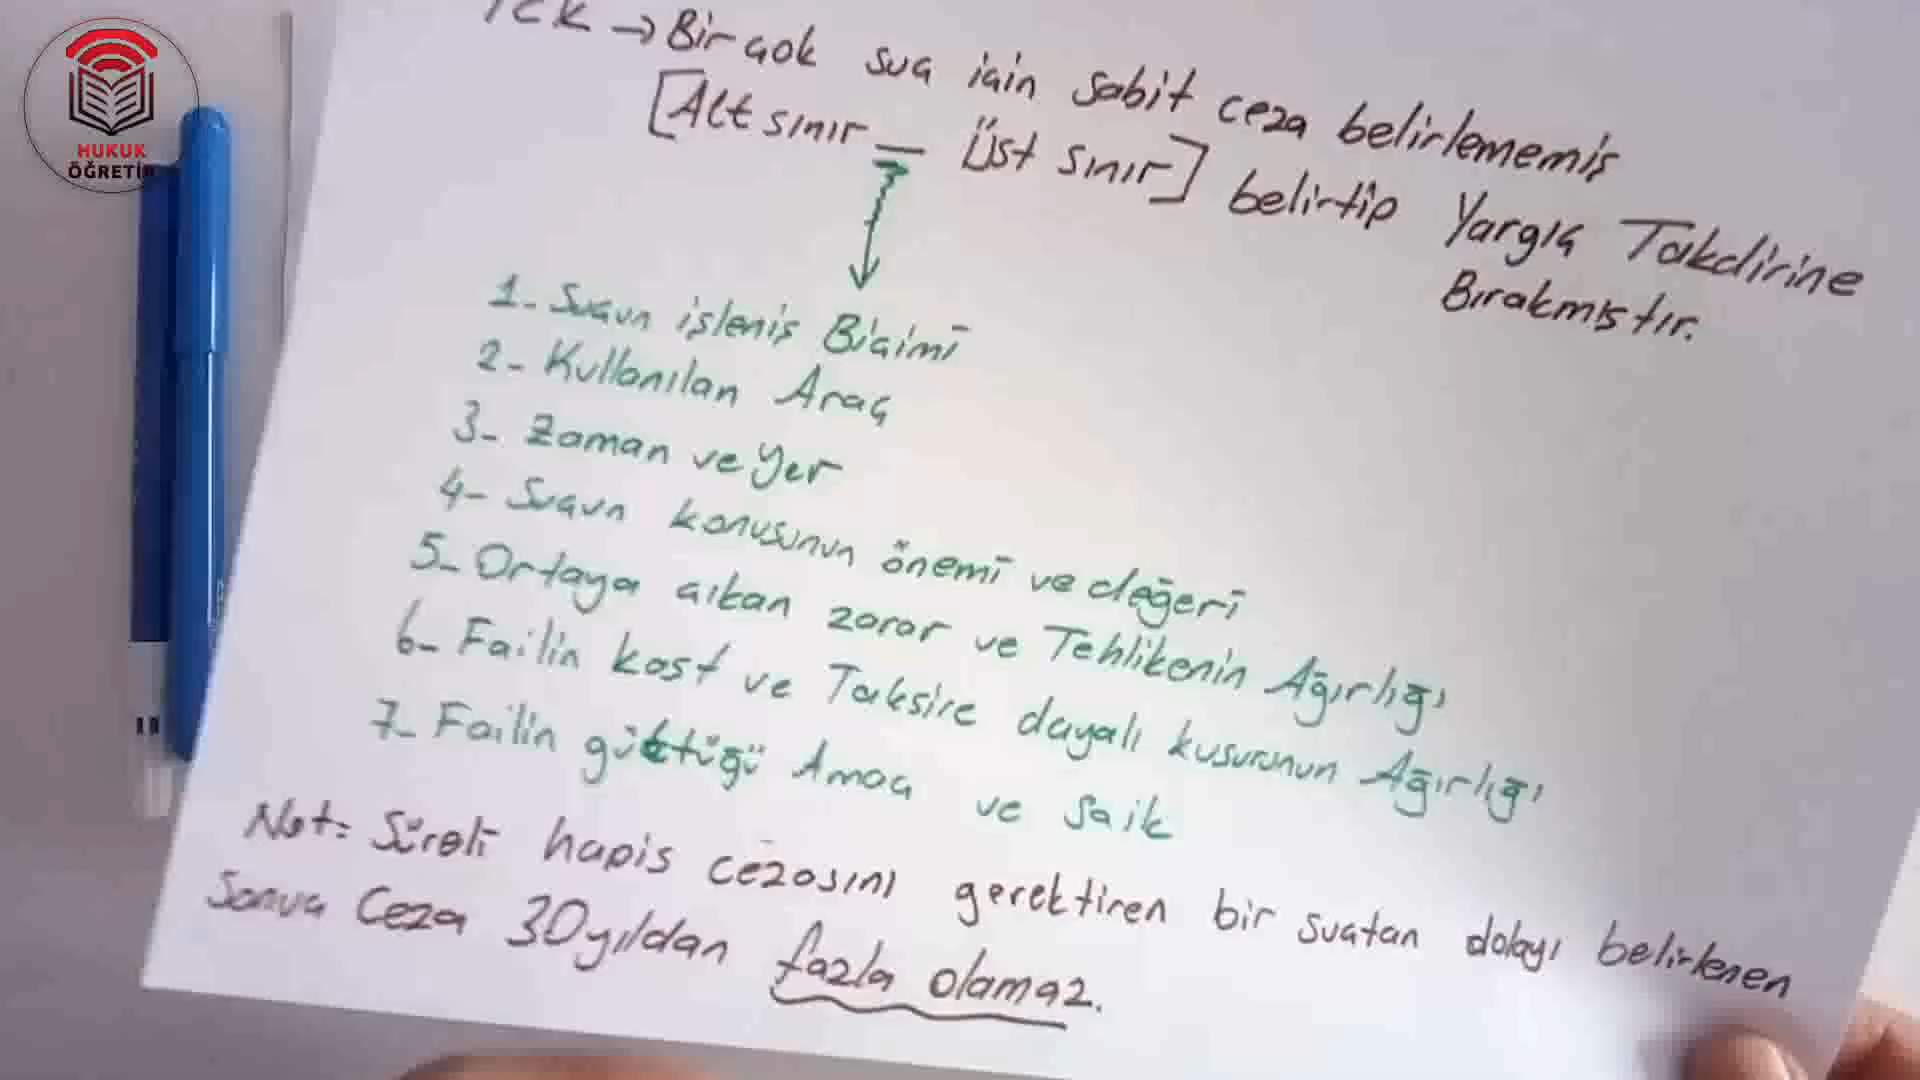 HUKUK
ÖĞRETİR
TCK → Bir çok suç için sabit ceza belirlememiş
[Alt sınır _ Üst sınır] belirtip Yargıç Takdirine
Bırakmıştır.
1- Suçun işleniş Biçimi
2- Kullanılan Araç
3- Zaman ve Yer
4- Suçun konusunun önemi ve değeri
5- Ortaya çıkan zarar ve Tehlikenin Ağırlığı
6- Failin kast ve Taksire dayalı kusurunun Ağırlığı
7- Failin güttüğü Amaç ve Saik
Not: Süreli hapis cezasını gerektiren bir suçtan dolayı belirlenen
Sonuç Ceza 30 yıldan fazla olamaz.